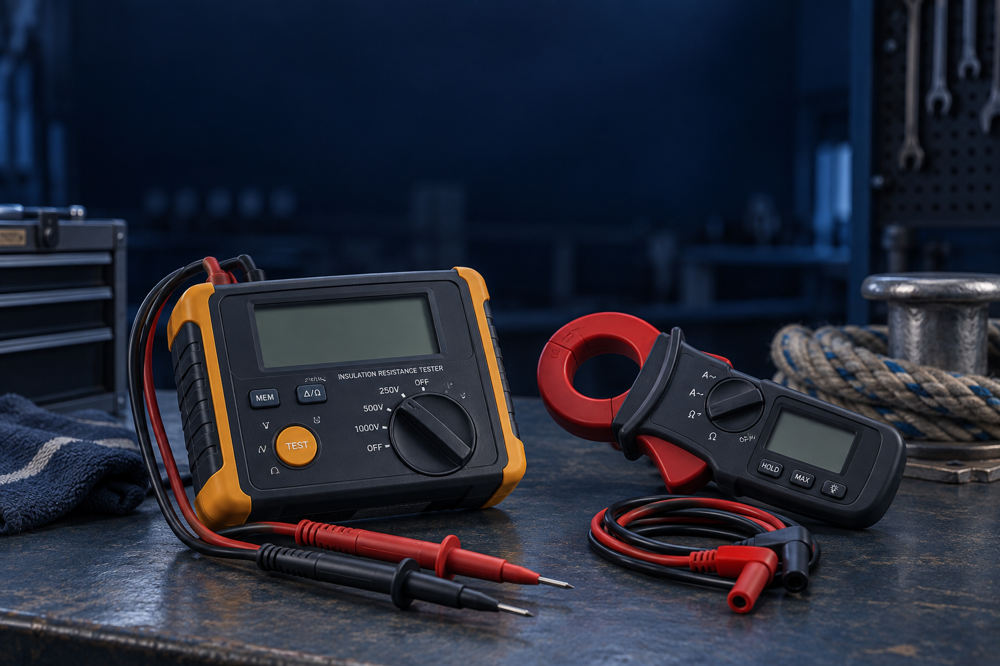 INSULATION RESISTANCE TESTER
MEM
Δ/Ω
OFF
250V
500V
1000V
OFF
TEST
A~
A~
Ω
Ω
HOLD
MAX